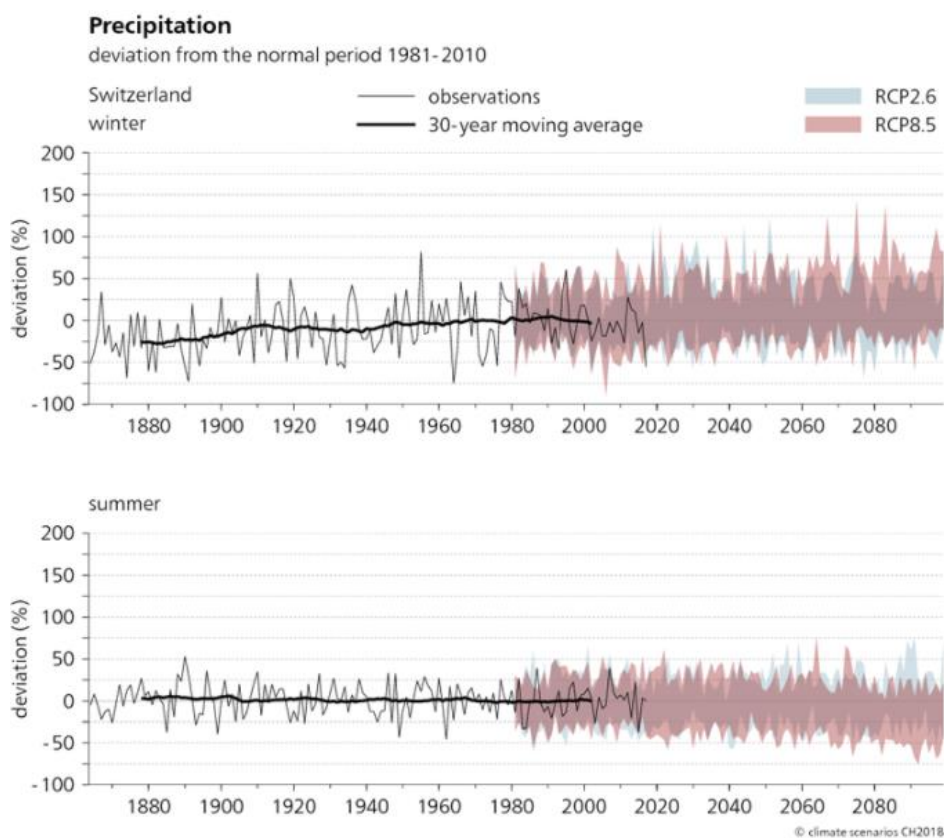 Precipitation
deviation from the normal period 1981-2010
Switzerland observations RCP2.6
winter 30-year moving average RCP8.5
200
150
100
50
0
-50
-100
deviation (%)
1880 1900 1920 1940 1960 1980 2000 2020 2040 2060 2080
summer
200
150
100
50
0
-50
-100
deviation (%)
1880 1900 1920 1940 1960 1980 2000 2020 2040 2060 2080
© climate scenarios CH2018